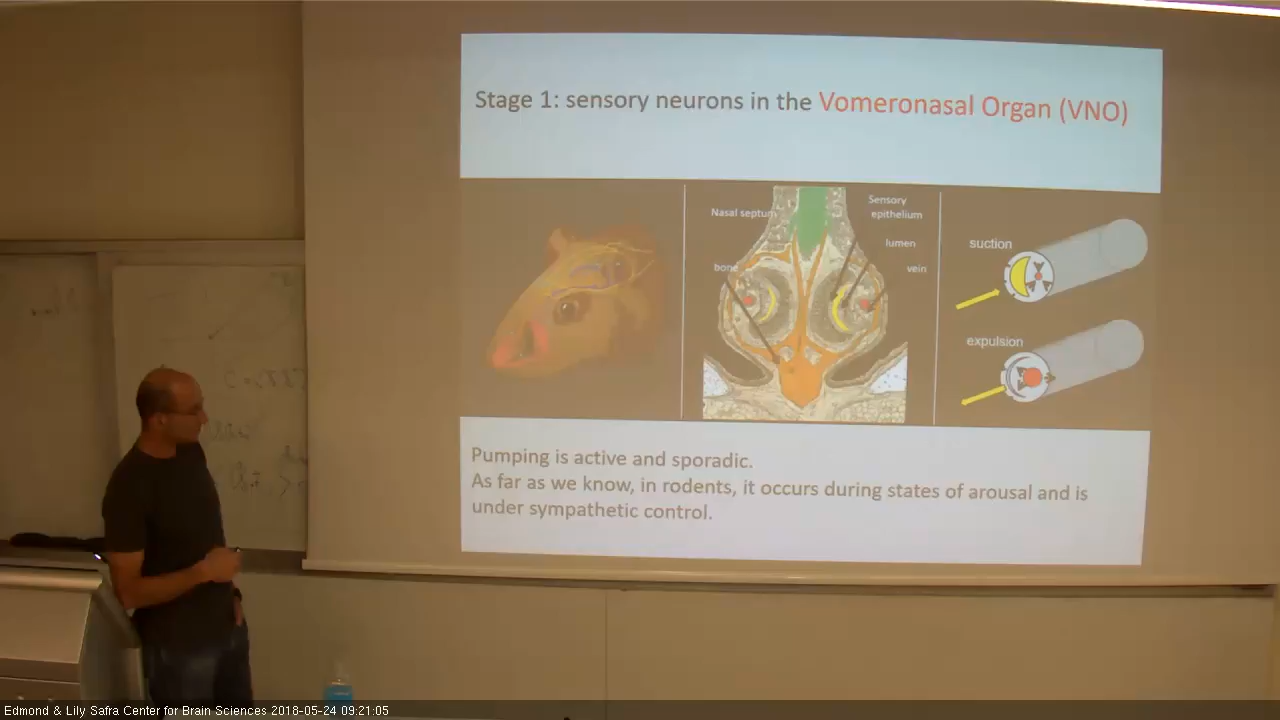 Stage 1: sensory neurons in the Vomeronasal Organ (VNO)
Nasal septum
Sensory
epithelium
lumen
bone
vein
suction
expulsion
Pumping is active and sporadic.
As far as we know, in rodents, it occurs during states of arousal and is
under sympathetic control.
Edmond & Lily Safra Center for Brain Sciences 2018-05-24 09:21:05